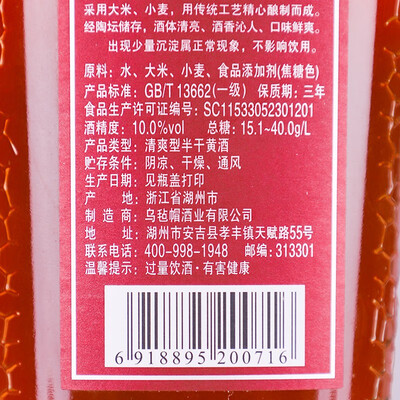 采用大米、小麦，用传统工艺精心酿制而成。
经陶坛储存，酒体清亮、酒香沁人、口味鲜爽。
出现少量沉淀属正常现象，不影响饮用。
原料：水、大米、小麦、食品添加剂(焦糖色)
产品标准：GB/T 13662(一级) 保质期：三年
食品生产许可证编号：SC11533052301201
酒精度：10.0%vol 总糖：15.1~40.0g/L
产品类型：清爽型半干黄酒
贮存条件：阴凉、干燥、通风
生产日期：见瓶盖打印
产地：浙江省湖州市
制造商：乌毡帽酒业有限公司
地址：湖州市安吉县孝丰镇天赋路55号
联系电话：400-998-1948 邮编：313301
温馨提示：过量饮酒·有害健康
6 918895 200716